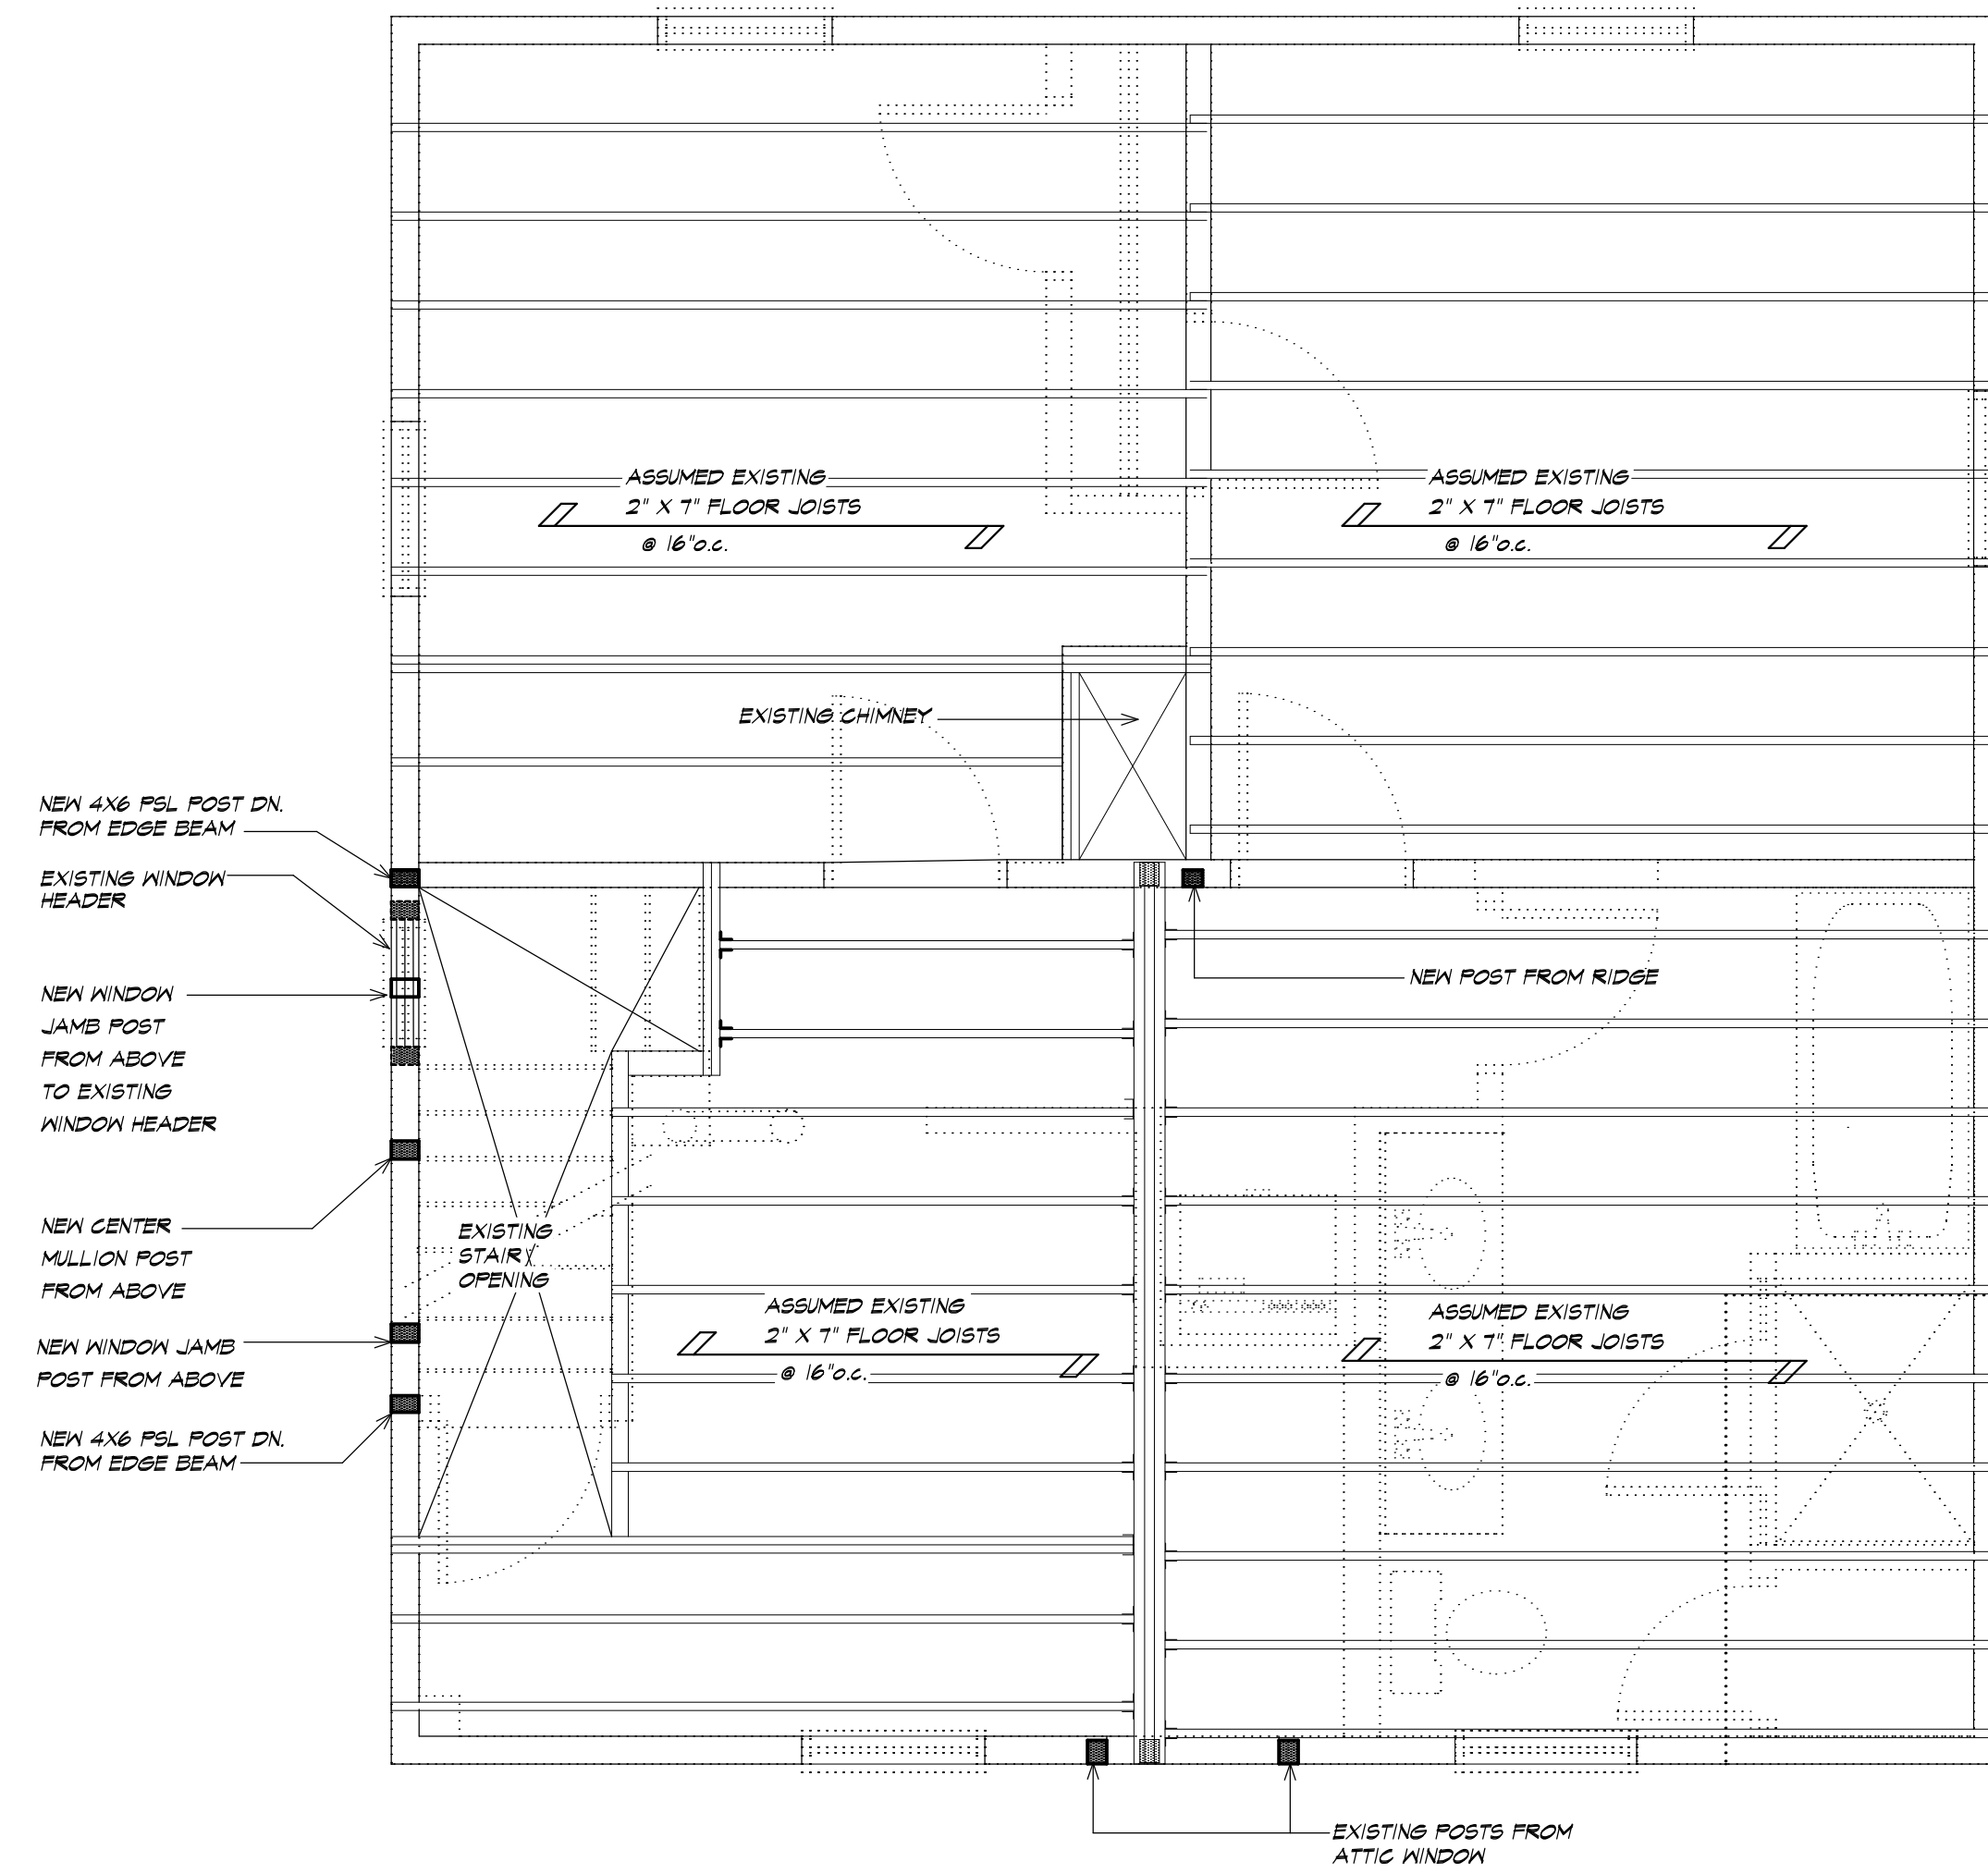 ASSUMED EXISTING
2" X 7" FLOOR JOISTS
@ 16"o.c.
ASSUMED EXISTING
2" X 7" FLOOR JOISTS
@ 16"o.c.
EXISTING CHIMNEY
NEW 4X6 PSL POST DN.
FROM EDGE BEAM
EXISTING WINDOW
HEADER
NEW WINDOW
JAMB POST
FROM ABOVE
TO EXISTING
WINDOW HEADER
NEW POST FROM RIDGE
NEW CENTER
MULLION POST
FROM ABOVE
EXISTING
STAIR
OPENING
NEW WINDOW JAMB
POST FROM ABOVE
ASSUMED EXISTING
2" X 7" FLOOR JOISTS
@ 16"o.c.
ASSUMED EXISTING
2" X 7" FLOOR JOISTS
@ 16"o.c.
NEW 4X6 PSL POST DN.
FROM EDGE BEAM
EXISTING POSTS FROM
ATTIC WINDOW